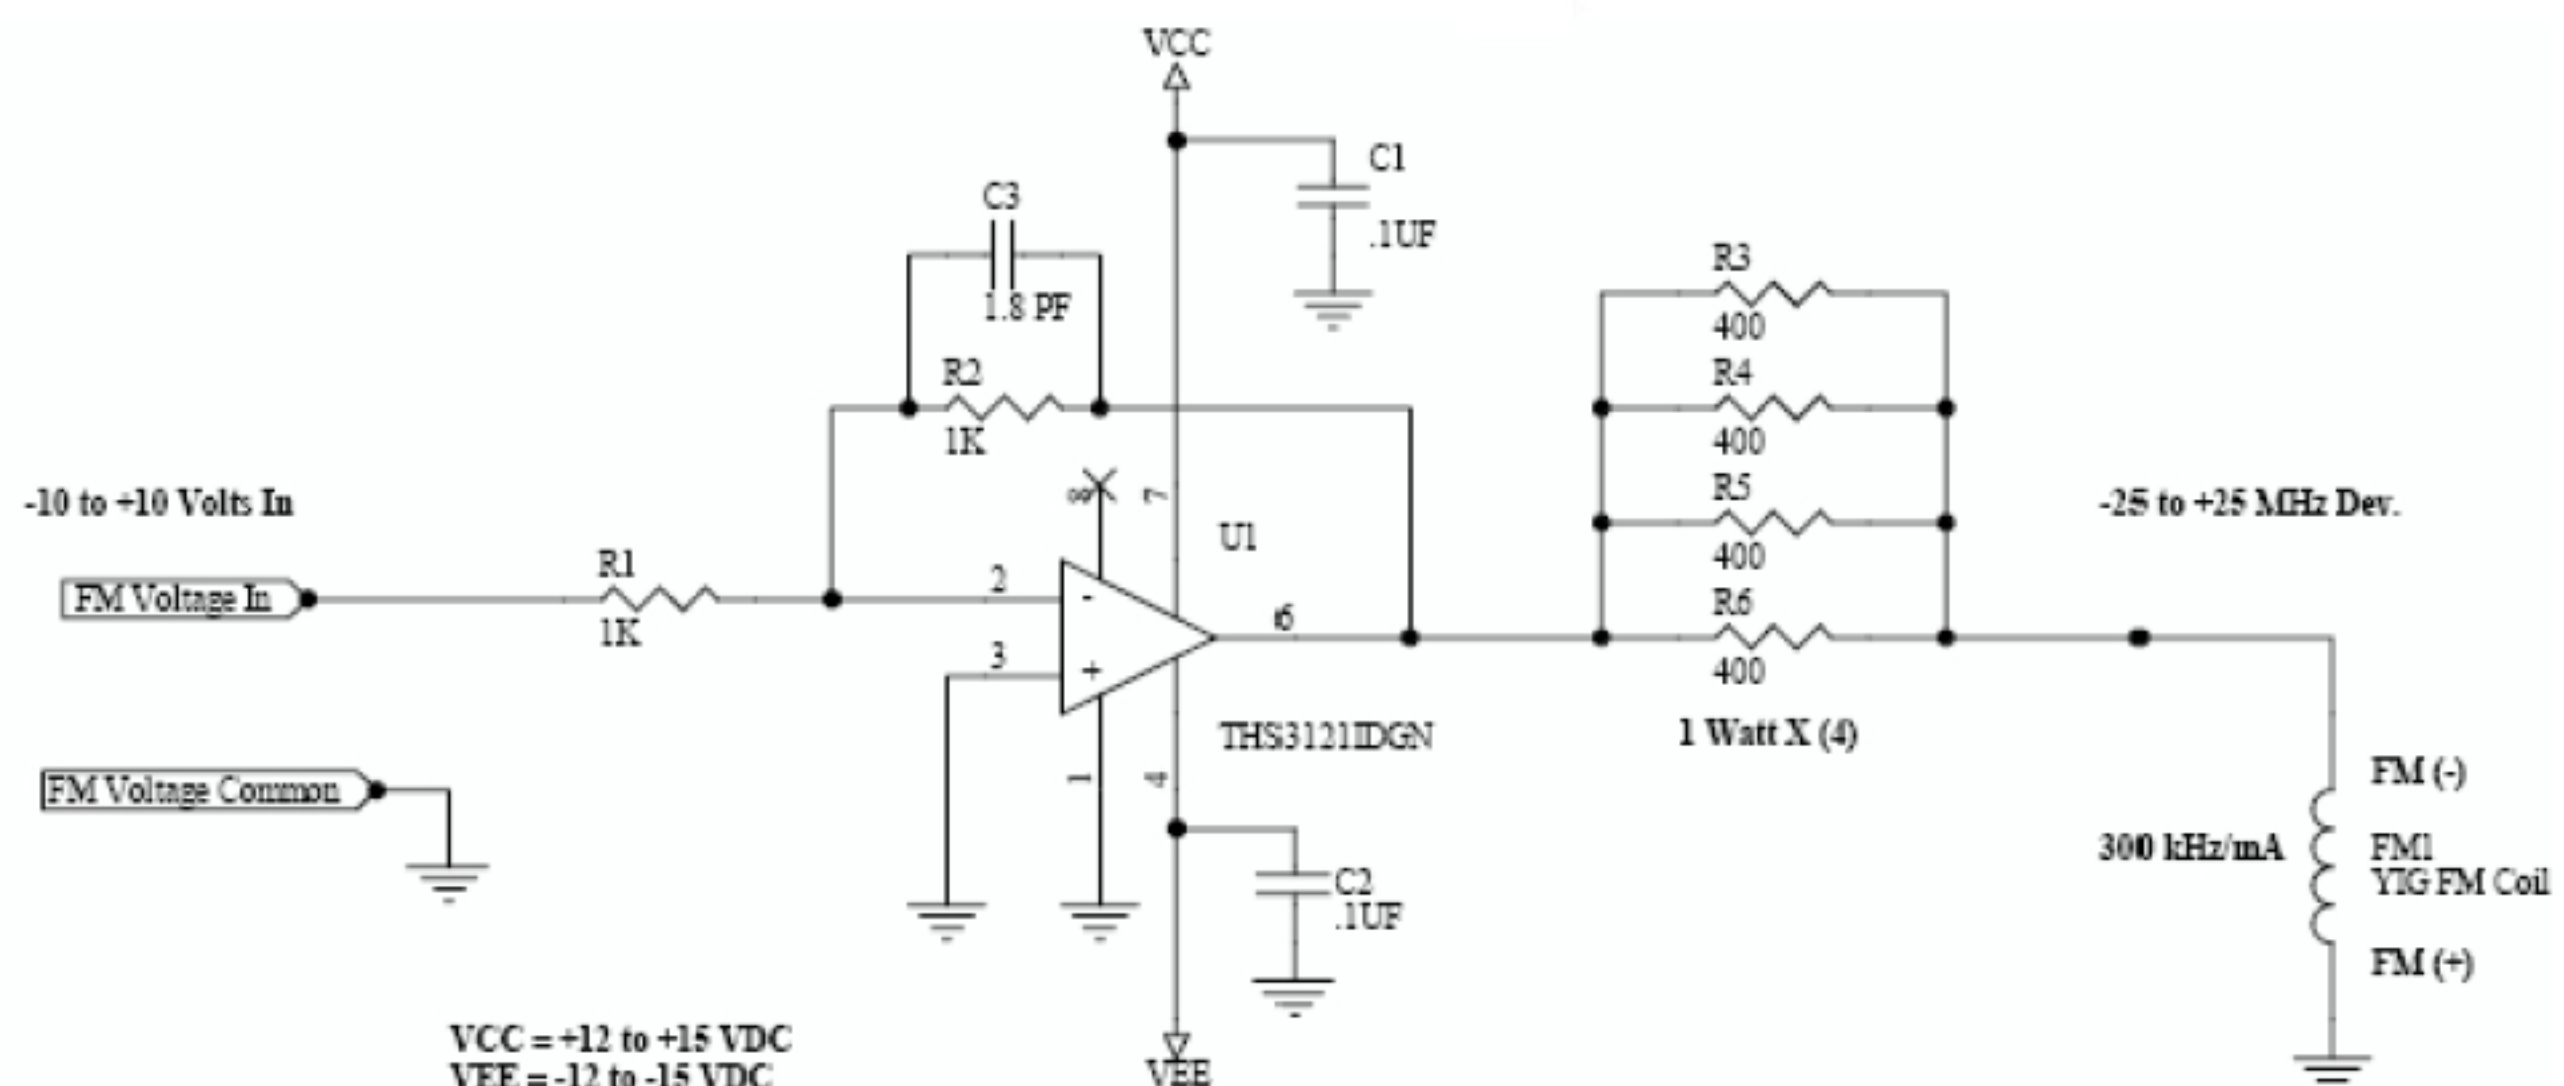 VCC
C1
.1UF
C3
1.8 PF
R2
1K
R3
400
R4
400
R5
400
R6
400
1 Watt X (4)
-10 to +10 Volts In
FM Voltage In
R1
1K
2
3
8
7
U1
6
1
4
THS3121IDGN
FM Voltage Common
C2
.1UF
-25 to +25 MHz Dev.
300 kHz/mA
FM (-)
FM1
YIG FM Coil
FM (+)
VCC = +12 to +15 VDC
VEE = -12 to -15 VDC
VEE